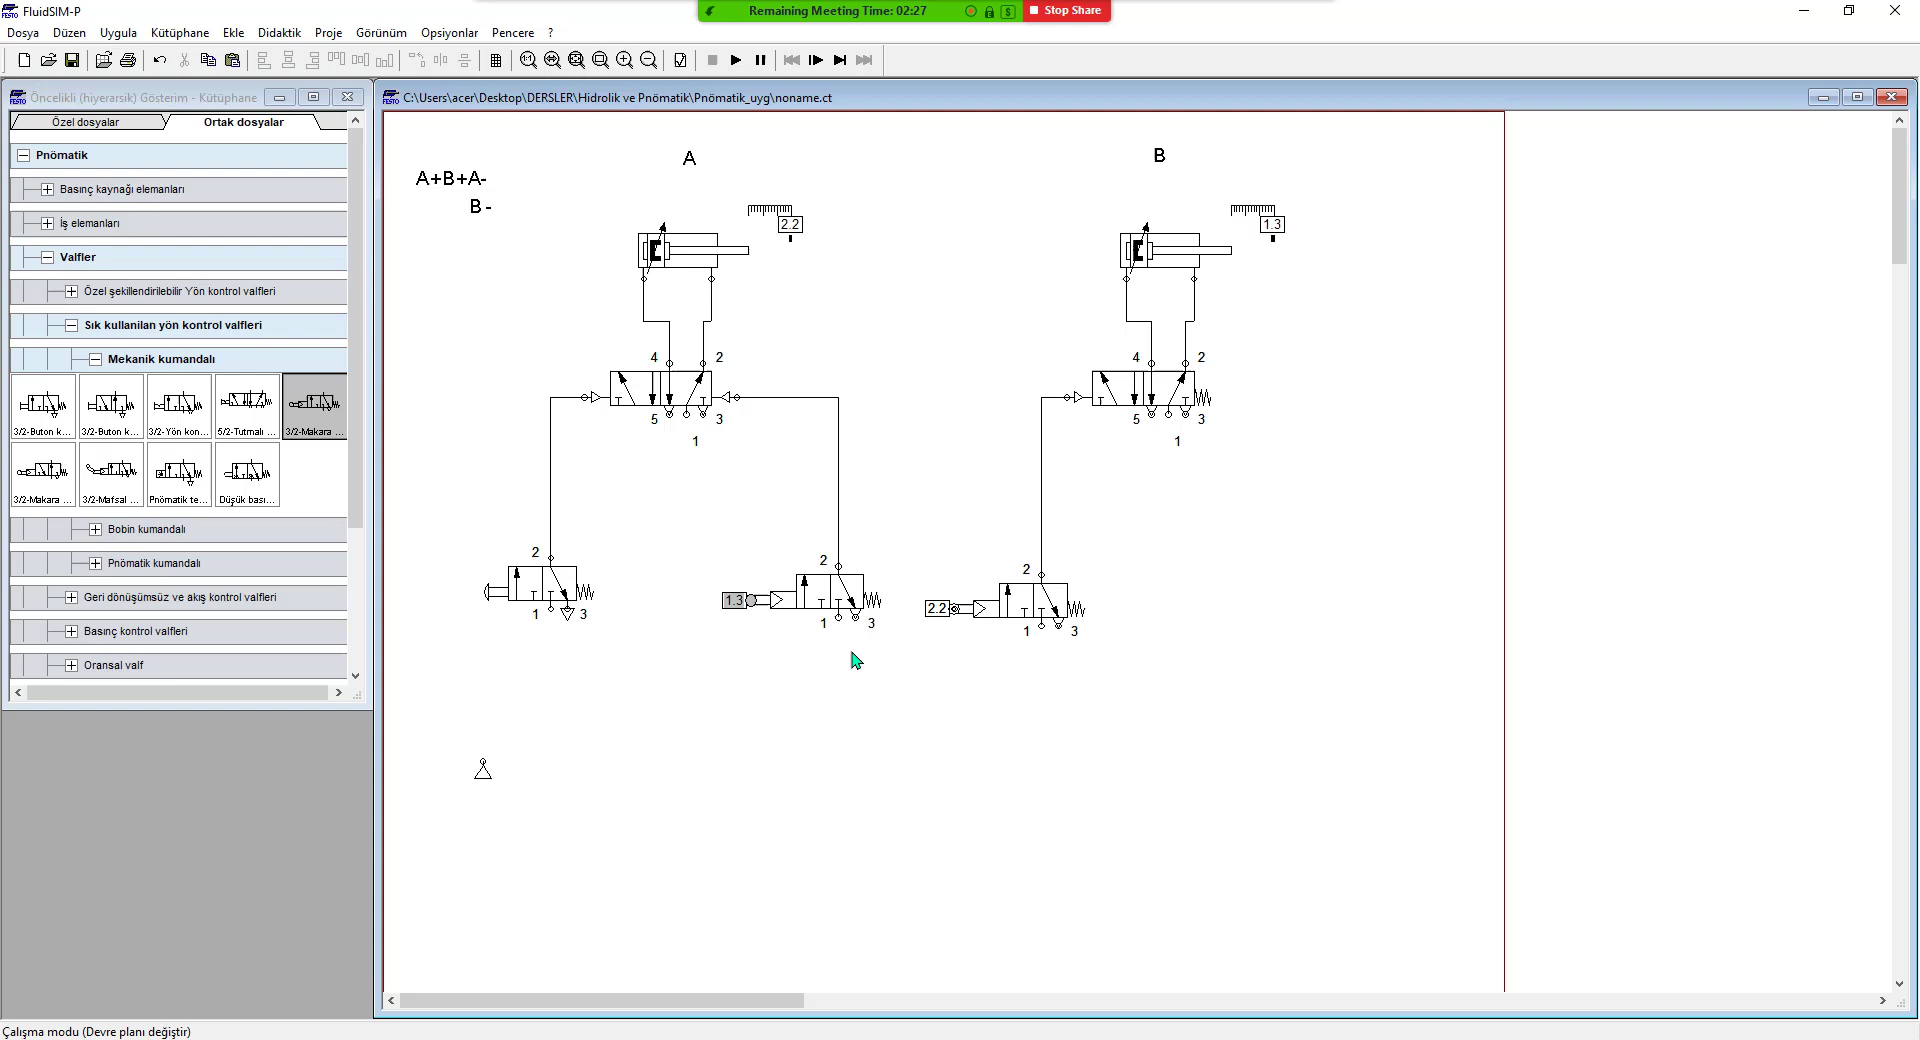 FluidSIM-P
Remaining Meeting Time: 02:27
Stop Share
Dosya Düzen Uygula Kütüphane Ekle Didaktik Proje Görünüm Opsiyonlar Pencere ?
Öncelikli (hiyerarsik) Gösterim - Kütüphane
C:\Users\acer\Desktop\DERSLER\Hidrolik ve Pnömatik\Pnömatik_uyg\noname.ct
Özel dosyalar Ortak dosyalar
Pnömatik
Basınç kaynağı elemanları
İş elemanları
Valfler
Özel şekillendirilebilir Yön kontrol valfleri
Sık kullanilan yön kontrol valfleri
Mekanik kumandalı
3/2-Buton k... 3/2-Buton k... 3/2-Yön kon... 5/2-Tutmalı ... 3/2-Makara ...
3/2-Makara ... 3/2-Mafsal ... Pnömatik te... Düşük bası...
Bobin kumandalı
Pnömatik kumandalı
Geri dönüşümsüz ve akış kontrol valfleri
Basınç kontrol valfleri
Oransal valf
A B
A+B+A-
B -
2.2 1.3
4 2 4 2
5 3 5 3
1 1
2 2 2
1.3 2.2
1 3 1 3 1 3
Çalışma modu (Devre planı değiştir)